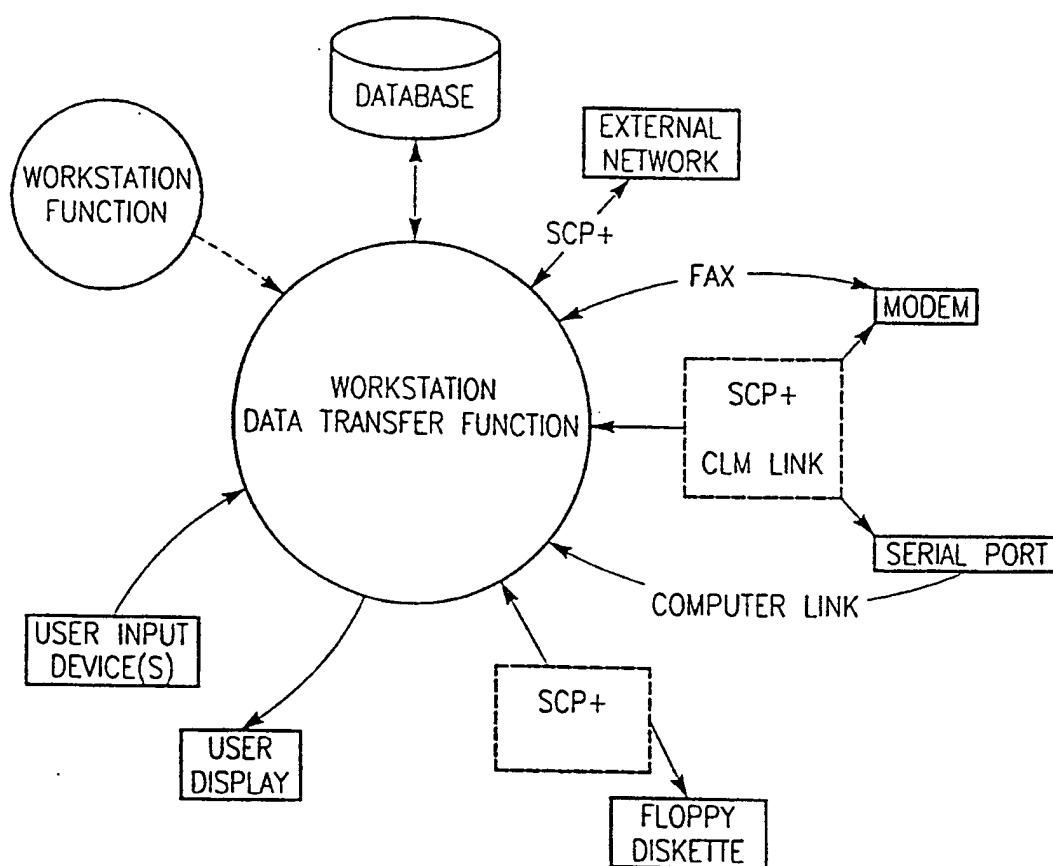 DATABASE
EXTERNAL
NETWORK
WORKSTATION
FUNCTION
SCP+
FAX
MODEM
WORKSTATION
DATA TRANSFER FUNCTION
SCP+
CLM LINK
SERIAL PORT
COMPUTER LINK
USER INPUT
DEVICE(S)
SCP+
USER
DISPLAY
FLOPPY
DISKETTE